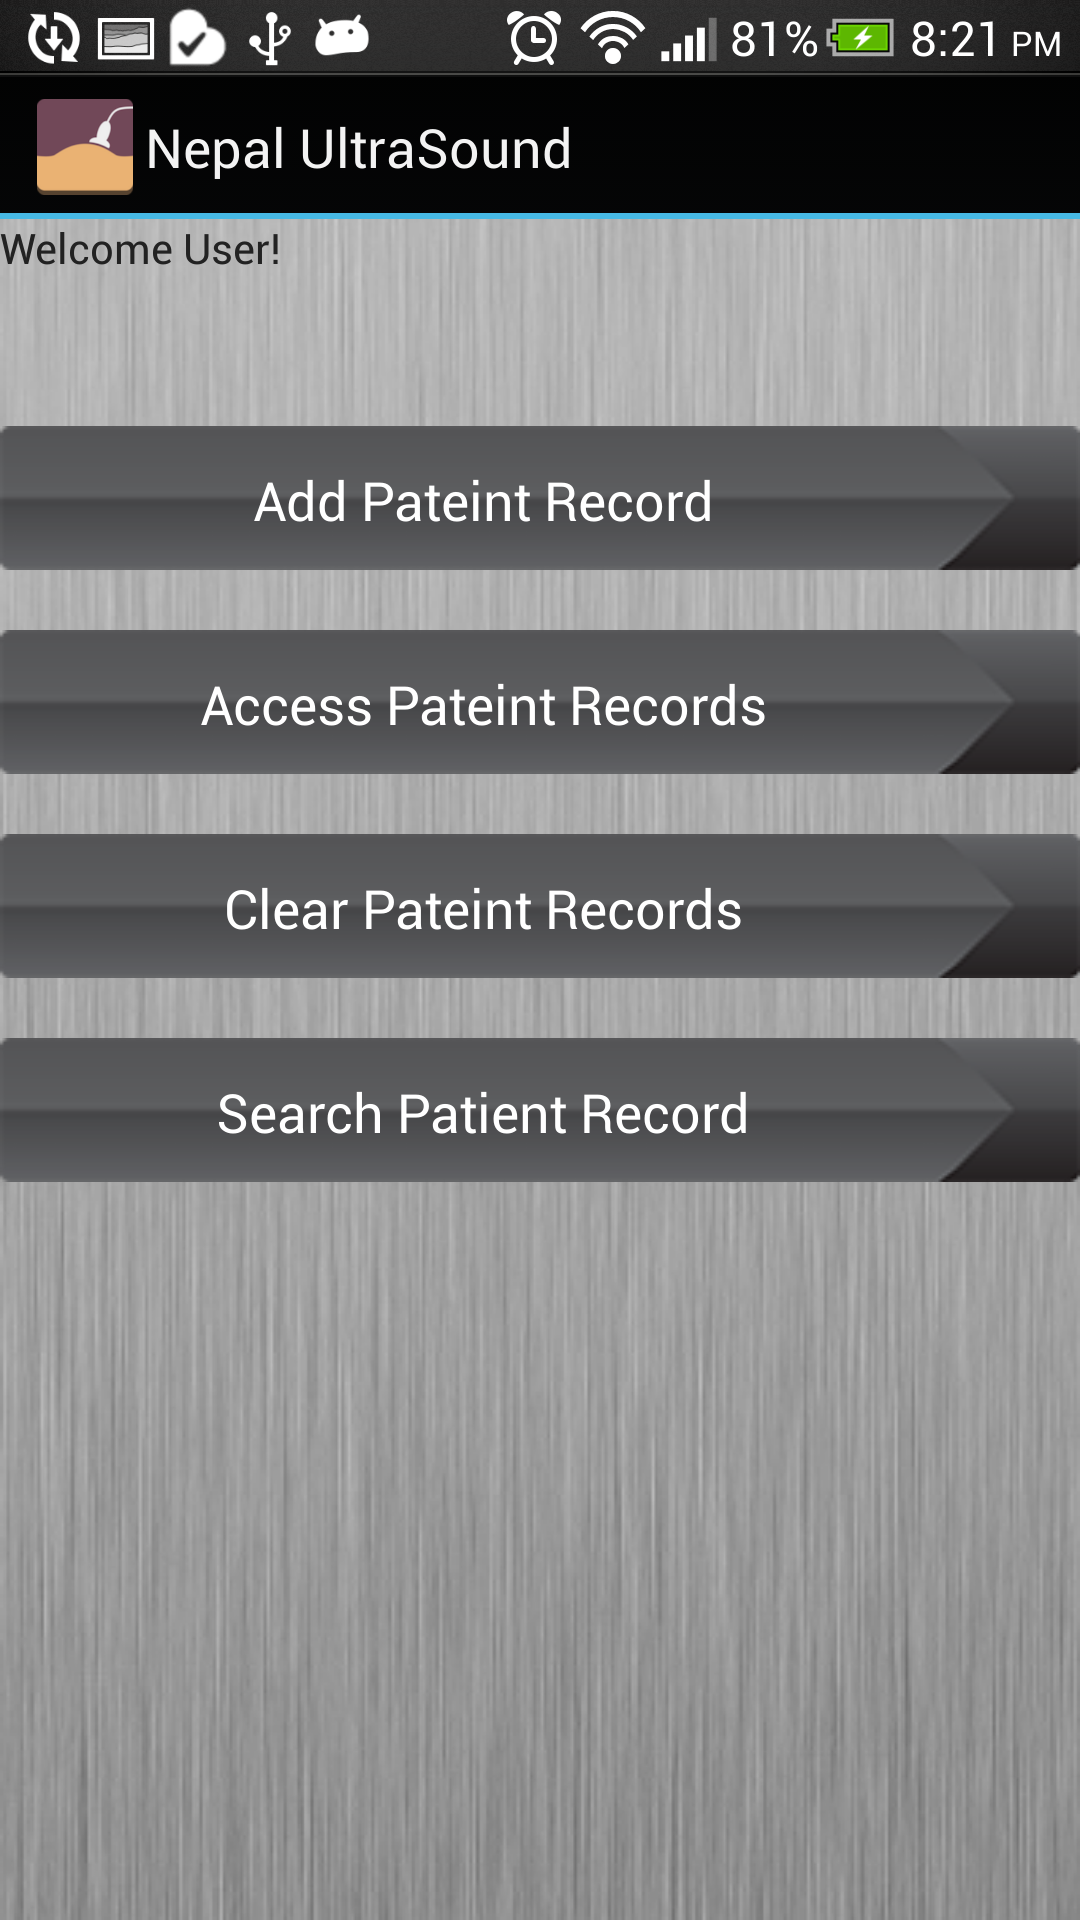 81% 8:21 PM
Nepal UltraSound
Welcome User!
Add Pateint Record
Access Pateint Records
Clear Pateint Records
Search Patient Record